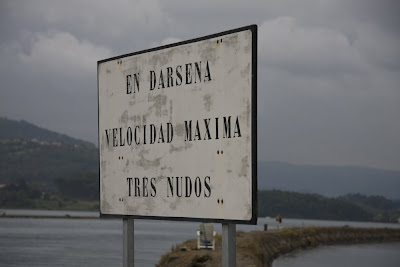 EN DARSENA
VELOCIDAD MAXIMA
TRES NUDOS